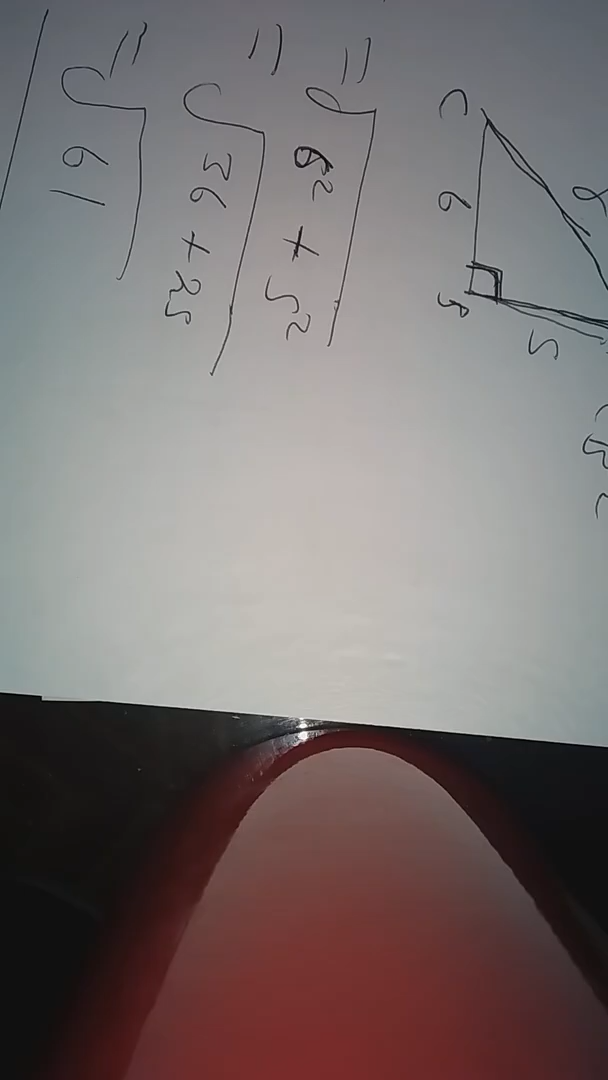 C 6 B
5
= √6² + 5²
= √36 + 25
= √61